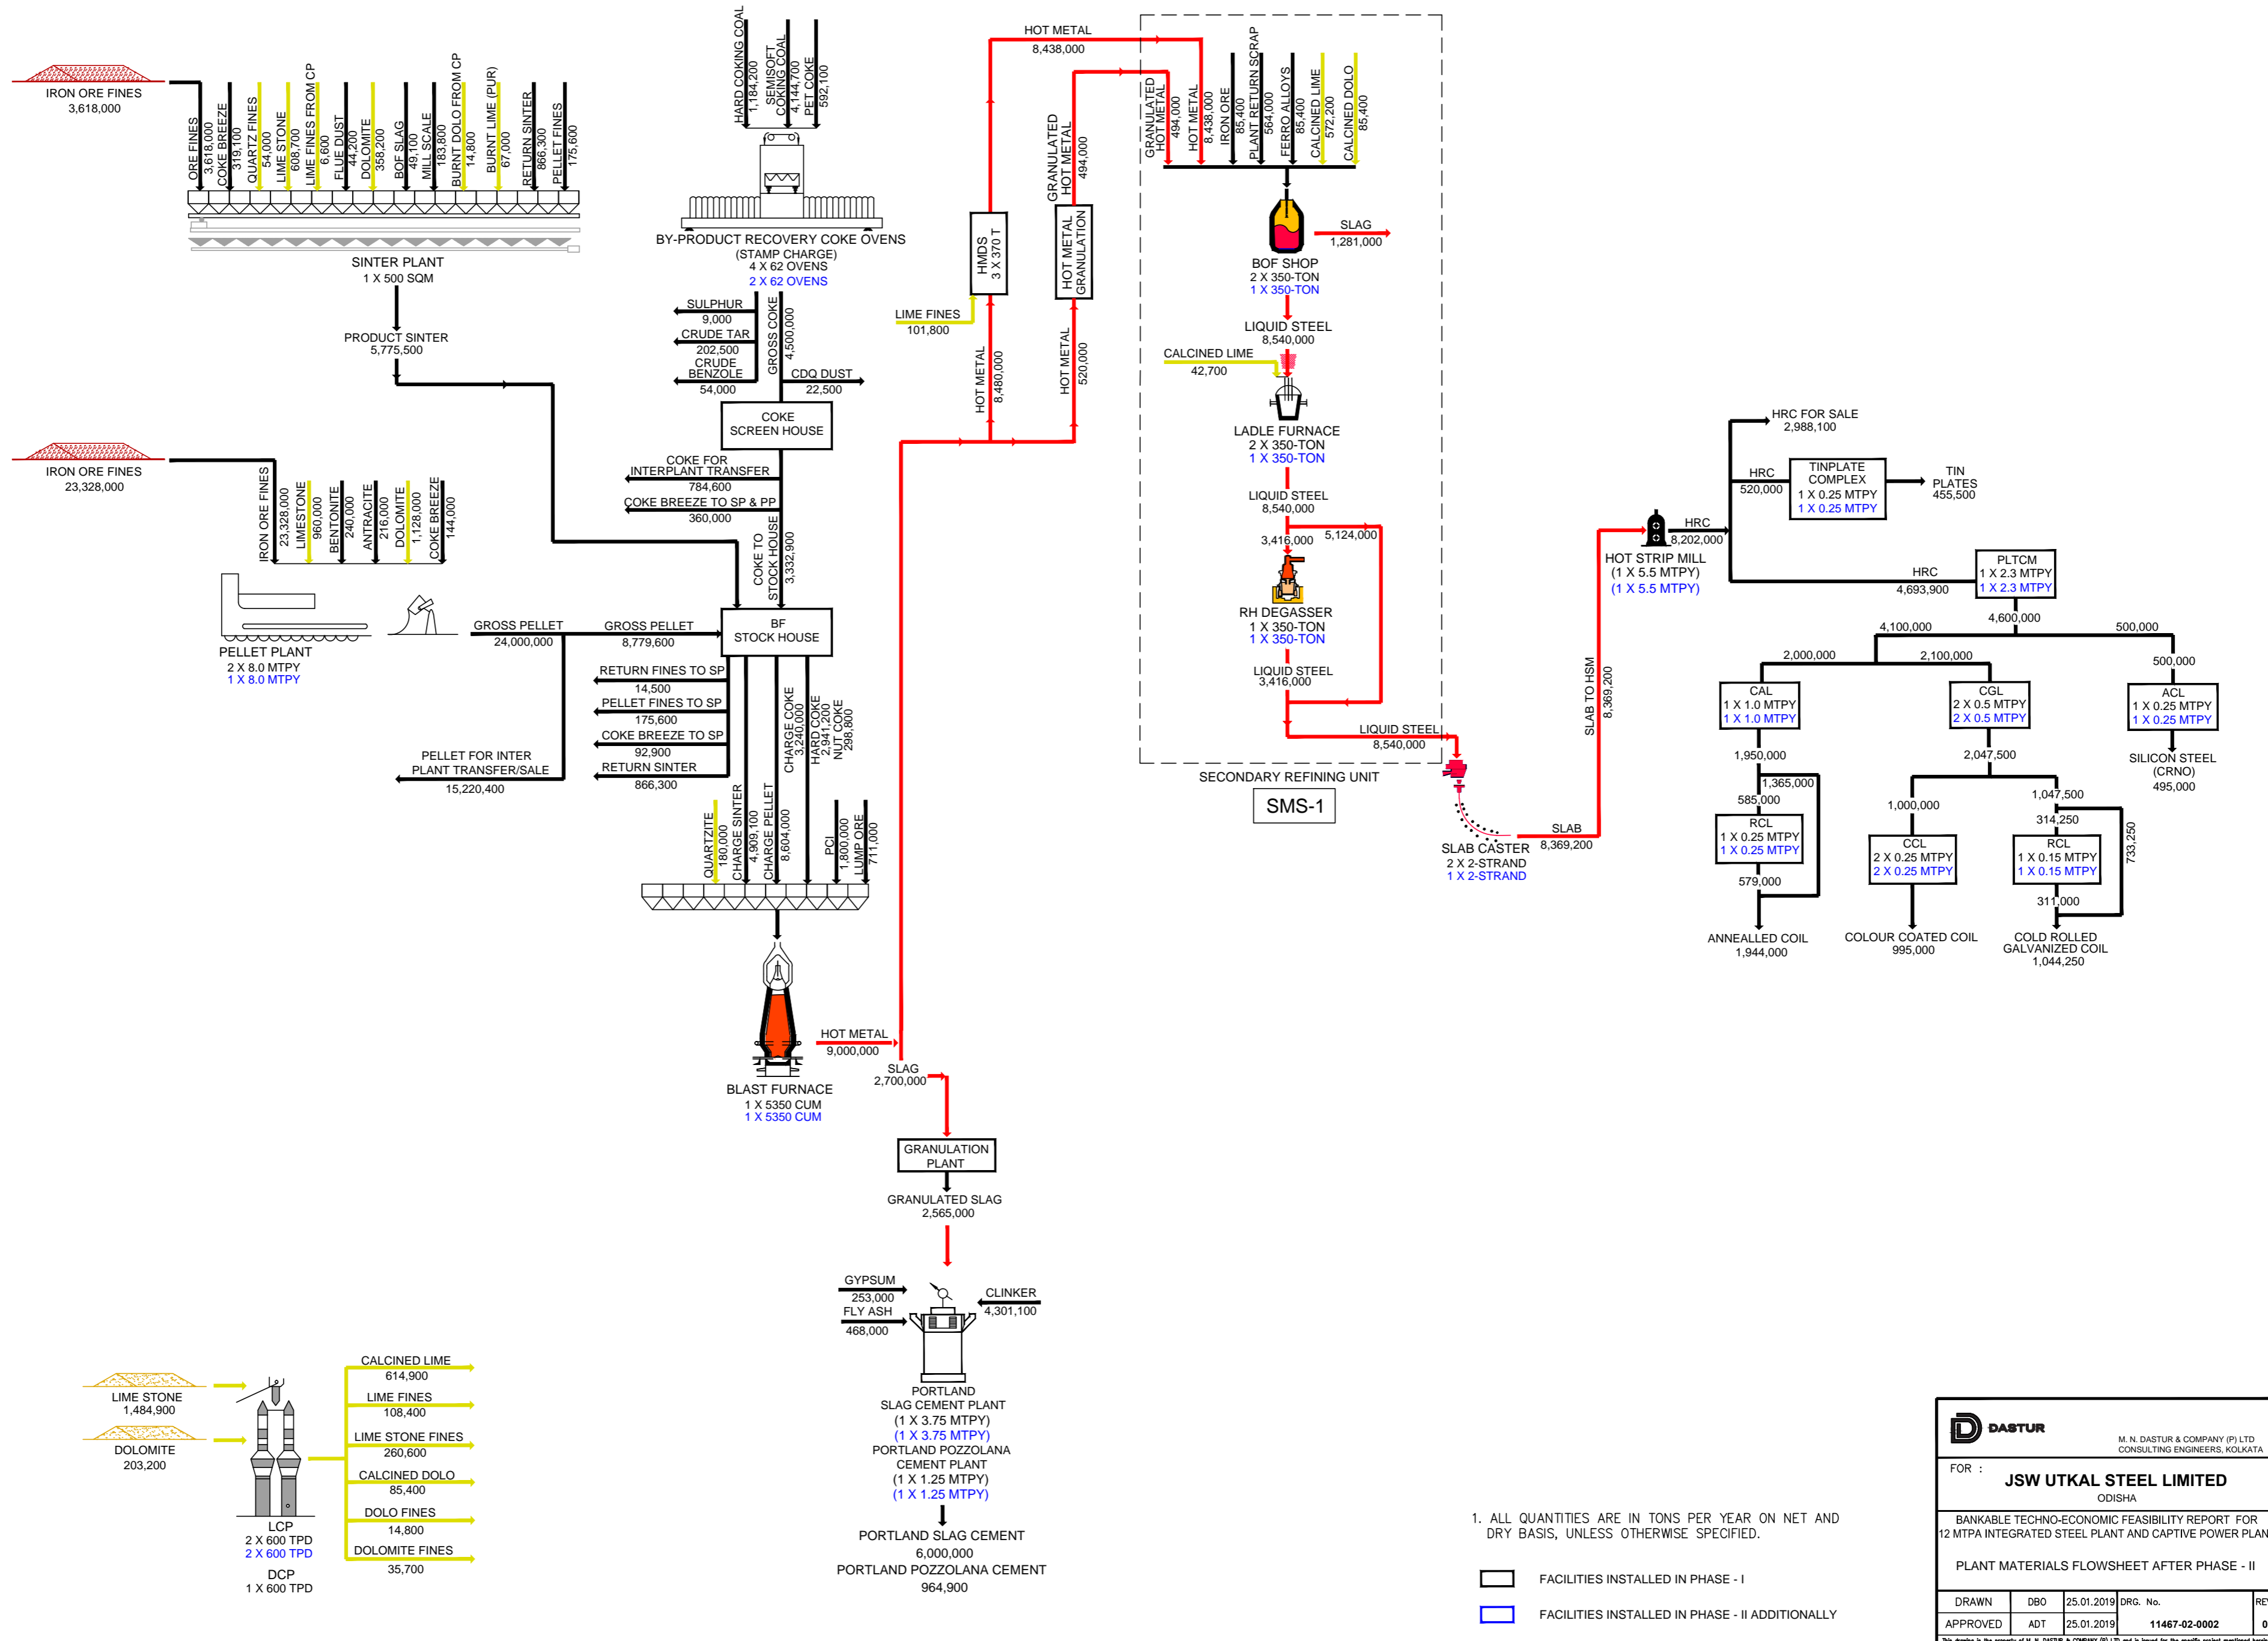 IRON ORE FINES
3,618,000
ORE FINES
3,618,000
COKE BREEZE
319,100
QUARTZ FINES
54,000
LIME STONE
608,700
LIME FINES FROM CP
6,600
FLUE DUST
44,200
DOLOMITE
358,200
BOF SLAG
49,100
MILL SCALE
183,800
BURNT DOLO FROM CP
14,800
BURNT LIME (PUR)
67,000
RETURN SINTER
866,300
PELLET FINES
175,600
SINTER PLANT
1 X 500 SQM
PRODUCT SINTER
5,775,500
HARD COKING COAL
1,184,200
SEMISOFT
COKING COAL
4,144,700
PET COKE
592,100
BY-PRODUCT RECOVERY COKE OVENS
(STAMP CHARGE)
4 X 62 OVENS
2 X 62 OVENS
SULPHUR
9,000
CRUDE TAR
202,500
CRUDE
BENZOLE
54,000
GROSS COKE
4,500,000
CDQ DUST
22,500
COKE
SCREEN HOUSE
COKE FOR
INTERPLANT TRANSFER
784,600
COKE BREEZE TO SP & PP
360,000
COKE TO
STOCK HOUSE
3,332,900
IRON ORE FINES
23,328,000
IRON ORE FINES
23,328,000
LIMESTONE
960,000
BENTONITE
240,000
ANTRACITE
216,000
DOLOMITE
1,128,000
COKE BREEZE
144,000
PELLET PLANT
2 X 8.0 MTPY
1 X 8.0 MTPY
GROSS PELLET
24,000,000
GROSS PELLET
8,779,600
BF
STOCK HOUSE
PELLET FOR INTER
PLANT TRANSFER/SALE
15,220,400
RETURN FINES TO SP
14,500
PELLET FINES TO SP
175,600
COKE BREEZE TO SP
92,900
RETURN SINTER
866,300
QUARTZITE
180,000
CHARGE SINTER
4,909,100
CHARGE PELLET
8,604,000
CHARGE COKE
3,240,000
HARD COKE
2,941,200
NUT COKE
298,800
PCI
1,800,000
LUMP ORE
711,000
BLAST FURNACE
1 X 5350 CUM
1 X 5350 CUM
HOT METAL
9,000,000
SLAG
2,700,000
GRANULATION
PLANT
GRANULATED SLAG
2,565,000
GYPSUM
253,000
FLY ASH
468,000
CLINKER
4,301,100
PORTLAND
SLAG CEMENT PLANT
(1 X 3.75 MTPY)
(1 X 3.75 MTPY)
PORTLAND POZZOLANA
CEMENT PLANT
(1 X 1.25 MTPY)
(1 X 1.25 MTPY)
PORTLAND SLAG CEMENT
6,000,000
PORTLAND POZZOLANA CEMENT
964,900
HOT METAL
8,438,000
HMDS
3 X 370 T
LIME FINES
101,800
HOT METAL
8,480,000
GRANULATED
HOT METAL
494,000
HOT METAL
GRANULATION
HOT METAL
520,000
GRANULATED
HOT METAL
494,000
HOT METAL
8,438,000
IRON ORE
85,400
PLANT RETURN SCRAP
564,000
FERRO ALLOYS
85,400
CALCINED LIME
572,200
CALCINED DOLO
85,400
SLAG
1,281,000
BOF SHOP
2 X 350-TON
1 X 350-TON
LIQUID STEEL
8,540,000
CALCINED LIME
42,700
LADLE FURNACE
2 X 350-TON
1 X 350-TON
LIQUID STEEL
8,540,000
3,416,000
5,124,000
RH DEGASSER
1 X 350-TON
1 X 350-TON
LIQUID STEEL
3,416,000
LIQUID STEEL
8,540,000
SECONDARY REFINING UNIT
SMS-1
SLAB CASTER
2 X 2-STRAND
1 X 2-STRAND
SLAB
8,369,200
SLAB TO HSM
8,369,200
HOT STRIP MILL
(1 X 5.5 MTPY)
(1 X 5.5 MTPY)
HRC
8,202,000
HRC FOR SALE
2,988,100
HRC
520,000
TINPLATE
COMPLEX
1 X 0.25 MTPY
1 X 0.25 MTPY
TIN
PLATES
455,500
HRC
4,693,900
PLTCM
1 X 2.3 MTPY
1 X 2.3 MTPY
4,600,000
4,100,000
500,000
2,000,000
2,100,000
500,000
CAL
1 X 1.0 MTPY
1 X 1.0 MTPY
CGL
2 X 0.5 MTPY
2 X 0.5 MTPY
ACL
1 X 0.25 MTPY
1 X 0.25 MTPY
1,950,000
2,047,500
SILICON STEEL
(CRNO)
495,000
1,365,000
585,000
RCL
1 X 0.25 MTPY
1 X 0.25 MTPY
579,000
1,000,000
CCL
2 X 0.25 MTPY
2 X 0.25 MTPY
1,047,500
314,250
RCL
1 X 0.15 MTPY
1 X 0.15 MTPY
733,250
311,000
ANNEALLED COIL
1,944,000
COLOUR COATED COIL
995,000
COLD ROLLED
GALVANIZED COIL
1,044,250
LIME STONE
1,484,900
DOLOMITE
203,200
LCP
2 X 600 TPD
2 X 600 TPD
DCP
1 X 600 TPD
CALCINED LIME
614,900
LIME FINES
108,400
LIME STONE FINES
260,600
CALCINED DOLO
85,400
DOLO FINES
14,800
DOLOMITE FINES
35,700
1. ALL QUANTITIES ARE IN TONS PER YEAR ON NET AND
DRY BASIS, UNLESS OTHERWISE SPECIFIED.
FACILITIES INSTALLED IN PHASE - I
FACILITIES INSTALLED IN PHASE - II ADDITIONALLY
DASTUR
M. N. DASTUR & COMPANY (P) LTD
CONSULTING ENGINEERS, KOLKATA
FOR :
JSW UTKAL STEEL LIMITED
ODISHA
BANKABLE TECHNO-ECONOMIC FEASIBILITY REPORT FOR
12 MTPA INTEGRATED STEEL PLANT AND CAPTIVE POWER PLAN
PLANT MATERIALS FLOWSHEET AFTER PHASE - II
DRAWN DBO 25.01.2019 DRG. No. RE
APPROVED ADT 25.01.2019 11467-02-0002 0